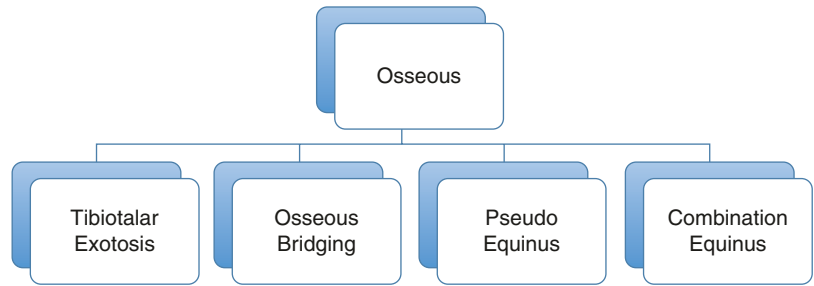 Osseous
Tibiotalar
Exotosis
Osseous
Bridging
Pseudo
Equinus
Combination
Equinus